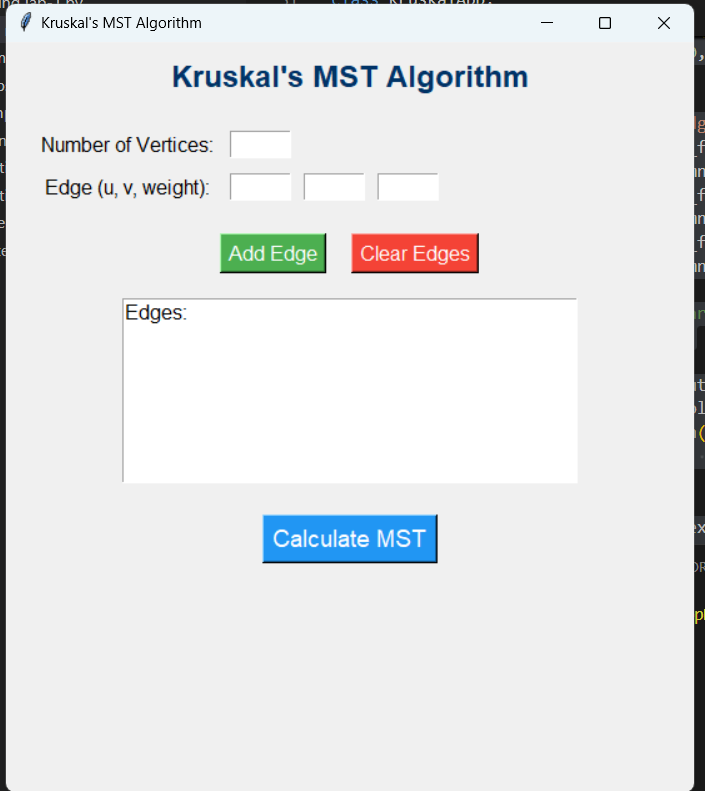 Kruskal's MST Algorithm
Kruskal's MST Algorithm
Number of Vertices:
Edge (u, v, weight):
Add Edge
Clear Edges
Edges:
Calculate MST